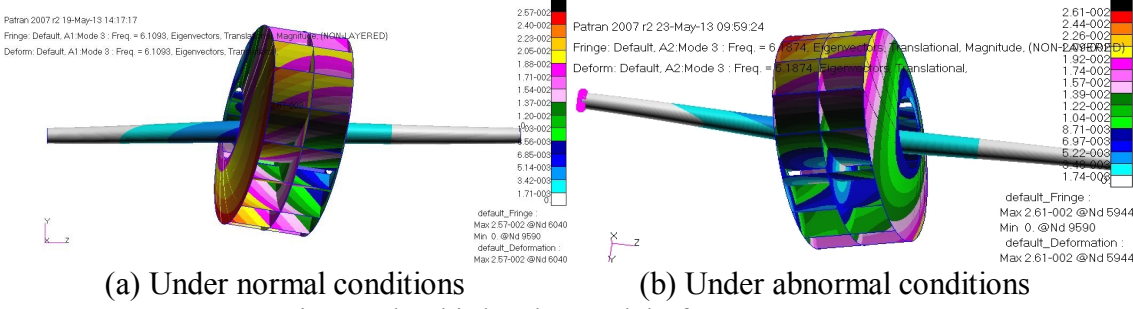 Patran 2007 r2 19-May-13 14:17:17
Fringe: Default, A1:Mode 3 : Freq. = 6.1093, Eigenvectors, Translational, Magnitude, (NON-LAYERED)
Deform: Default, A1:Mode 3 : Freq. = 6.1093, Eigenvectors,
2.57-002
2.40-002
2.23-002
2.05-002
1.88-002
1.71-002
1.54-002
1.37-002
1.20-002
1.03-002
8.56-003
6.85-003
5.14-003
3.42-003
1.71-003
0
default_Fringe :
Max 2.57-002 @Nd 6040
Min 0. @Nd 9590
default_Deformation :
Max 2.57-002 @Nd 6040
Y
Z
Patran 2007 r2 23-May-13 09:59:24
Fringe: Default, A2:Mode 3 : Freq. = 6.1874, Eigenvectors, Translational, Magnitude, (NON-LAYERED)
Deform: Default, A2:Mode 3 : Freq. = 6.1874, Eigenvectors, Translational,
2.61-002
2.44-002
2.26-002
2.09-002
1.92-002
1.74-002
1.57-002
1.39-002
1.22-002
1.04-002
8.71-003
6.97-003
5.22-003
3.48-003
1.74-003
default_Fringe :
Max 2.61-002 @Nd 5944
Min 0. @Nd 9590
default_Deformation :
Max 2.61-002 @Nd 5944
X
Z
Y
(a) Under normal conditions
(b) Under abnormal conditions